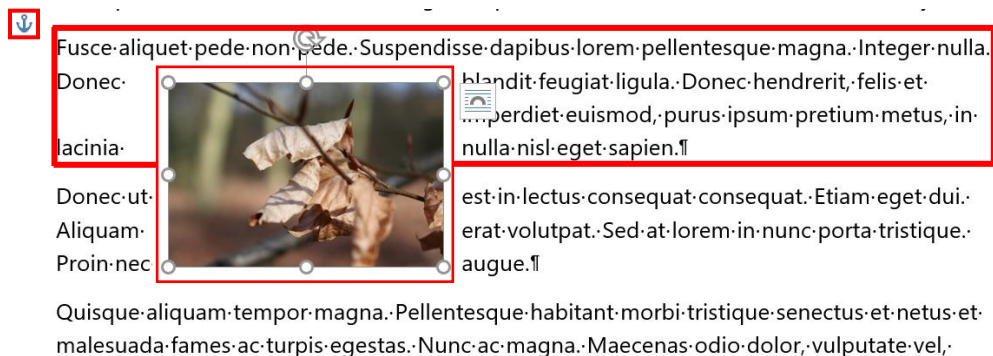 Fusce·aliquet·pede·non·pede.·Suspendisse·dapibus·lorem·pellentesque·magna.·Integer·nulla.
Donec· blandit·feugiat·ligula.·Donec·hendrerit,·felis·et·
imperdiet·euismod,·purus·ipsum·pretium·metus,·in·
lacinia· nulla·nisl·eget·sapien.¶
Donec·ut· est·in·lectus·consequat·consequat.·Etiam·eget·dui.·
Aliquam· erat·volutpat.·Sed·at·lorem·in·nunc·porta·tristique.·
Proin·nec· augue.¶
Quisque·aliquam·tempor·magna.·Pellentesque·habitant·morbi·tristique·senectus·et·netus·et·
malesuada·fames·ac·turpis·egestas.·Nunc·ac·magna.·Maecenas·odio·dolor,·vulputate·vel,·